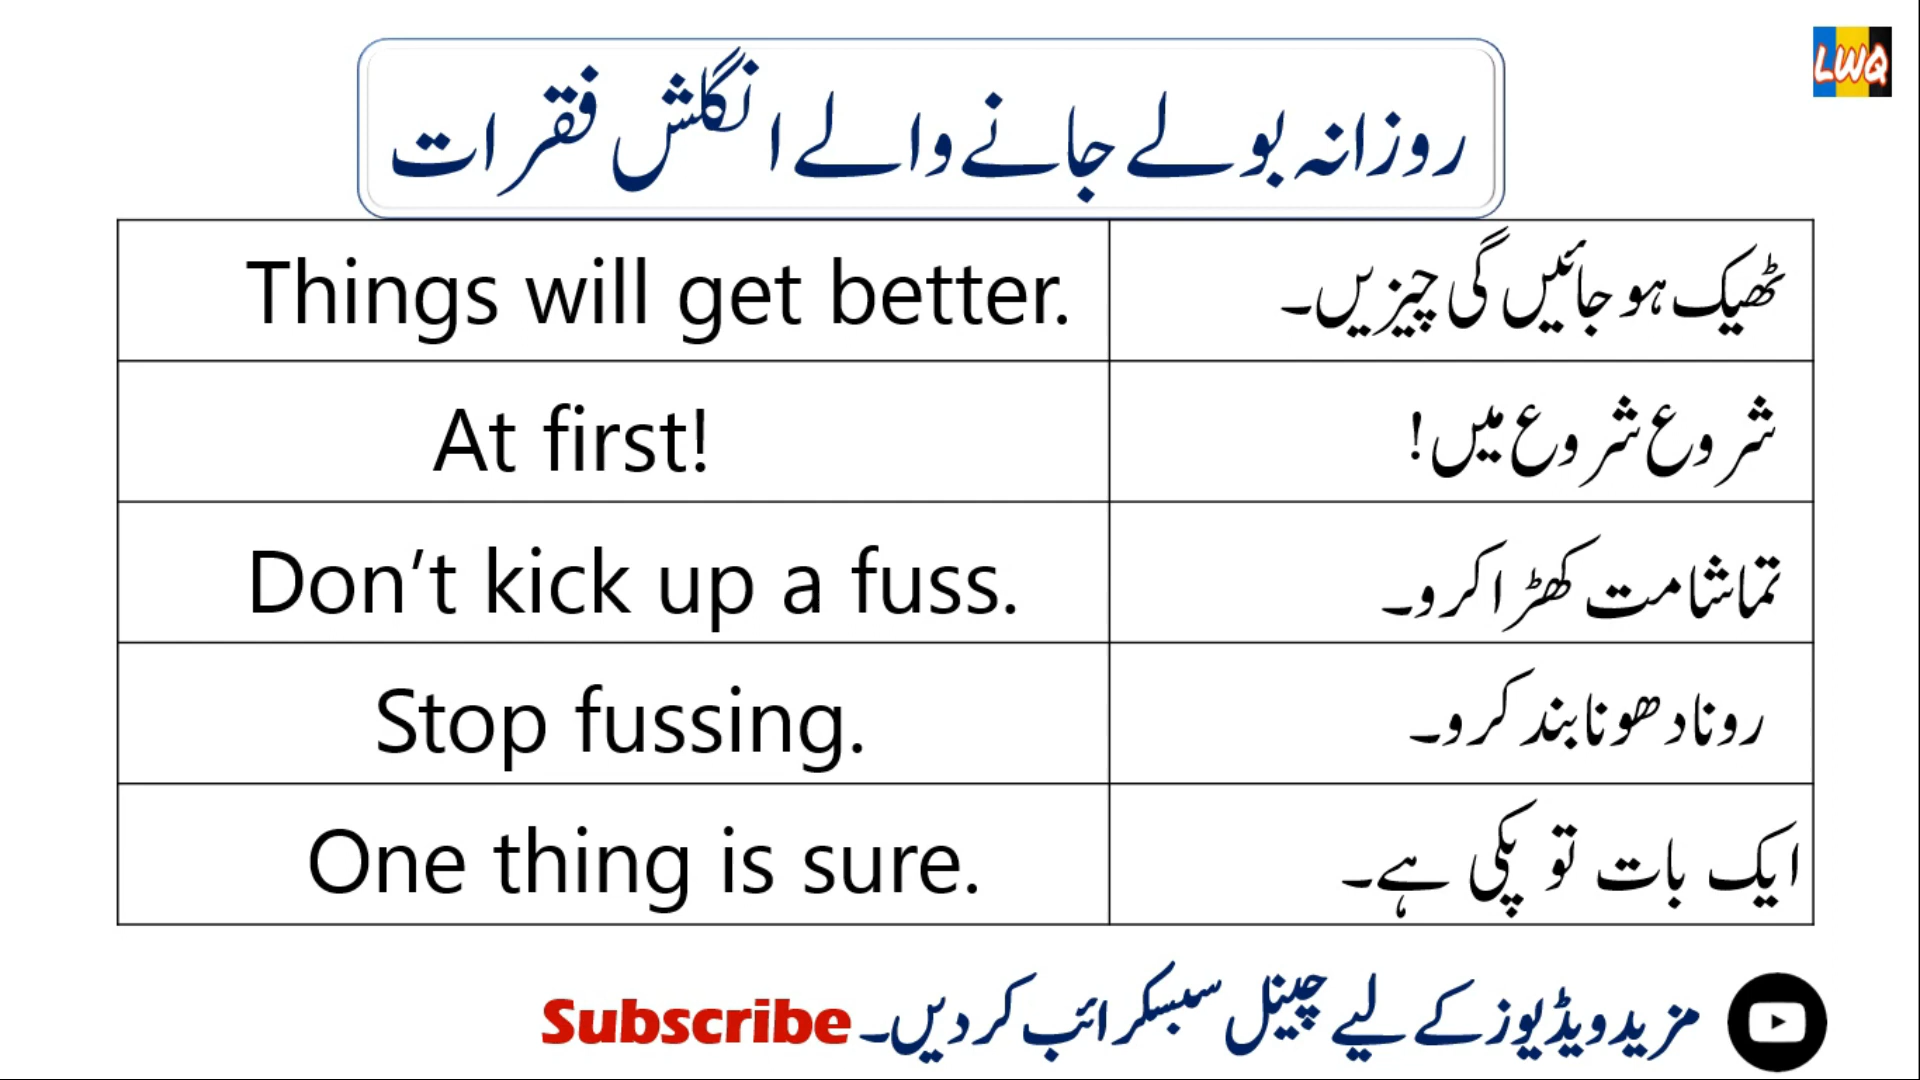 LWQ
روزانہ بولے جانے والے انگلش فقرات
Things will get better. ٹھیک ہو جائیں گی چیزیں۔
At first! شروع شروع میں!
Don’t kick up a fuss. تماشا مت کھڑا کرو۔
Stop fussing. رونا دھونا بند کرو۔
One thing is sure. ایک بات تو پکی ہے۔
مزید ویڈیوز کے لیے چینل سبسکرائب کر دیں۔ Subscribe